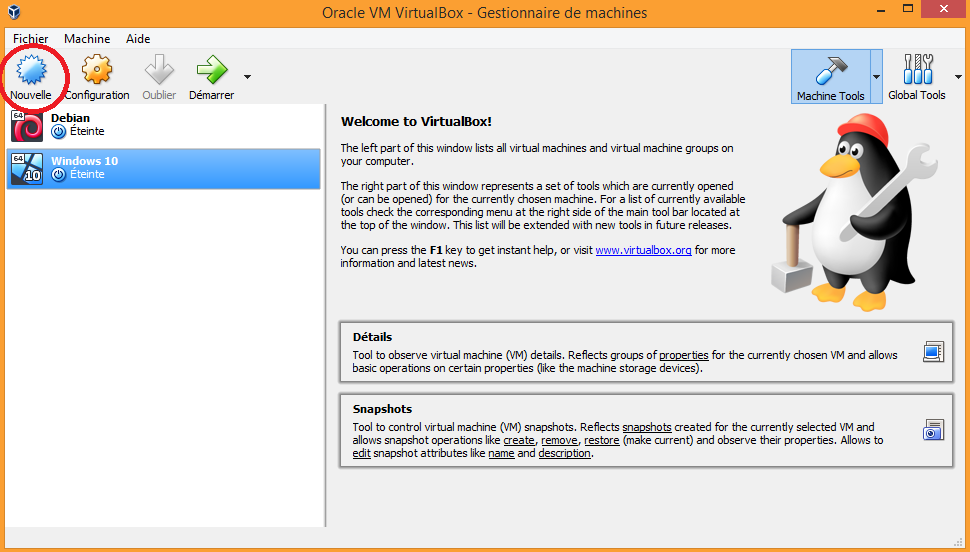 Oracle VM VirtualBox - Gestionnaire de machines
Fichier Machine Aide
Nouvelle Configuration Oublier Démarrer Machine Tools Global Tools
64 Debian
Éteinte
64 Windows 10
10 Éteinte
Welcome to VirtualBox!
The left part of this window lists all virtual machines and virtual machine groups on
your computer.
The right part of this window represents a set of tools which are currently opened
(or can be opened) for the currently chosen machine. For a list of currently available
tools check the corresponding menu at the right side of the main tool bar located at
the top of the window. This list will be extended with new tools in future releases.
You can press the F1 key to get instant help, or visit www.virtualbox.org for more
information and latest news.
Détails
Tool to observe virtual machine (VM) details. Reflects groups of properties for the currently chosen VM and allows
basic operations on certain properties (like the machine storage devices).
Snapshots
Tool to control virtual machine (VM) snapshots. Reflects snapshots created for the currently selected VM and
allows snapshot operations like create, remove, restore (make current) and observe their properties. Allows to
edit snapshot attributes like name and description.